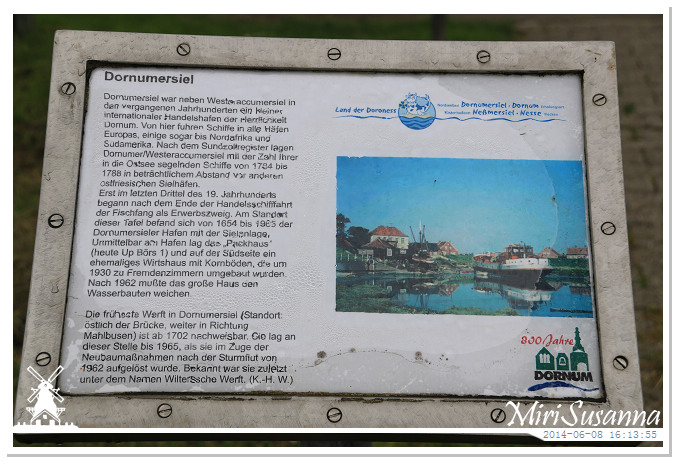 Dornumersiel
Dornumersiel war neben Westeraccumersiel in
den vergangenen Jahrhunderten ein kleiner
internationaler Handelshafen der Herrlichkeit
Dornum. Von hier fuhren Schiffe in alle Häfen
Europas, einige sogar bis Nordafrika und
Südamerika. Nach dem Sundzollregister lagen
Dornumer/Westeraccumersiel mit der Zahl ihrer
in die Ostsee segelnden Schiffe von 1784 bis
1788 in beträchtlichem Abstand vor anderen
ostfriesischen Sielhäfen.
Erst im letzten Drittel des 19. Jahrhunderts
begann nach dem Ende der Handelsschifffahrt
der Fischfang als Erwerbszweig. Am Standort
dieser Tafel befand sich von 1654 bis 1965 der
Dornumersieler Hafen mit der Sielanlage.
Unmittelbar am Hafen lag das „Packhaus"
(heute Up Börs 1) und auf der Südseite ein
ehemaliges Wirtshaus mit Kornböden, die um
1930 zu Fremdenzimmern umgebaut wurden.
Nach 1962 mußte das große Haus den
Wasserbauten weichen.
Die früheste Werft in Dornumersiel (Standort:
östlich der Brücke, weiter in Richtung
Mahlbusen) ist ab 1702 nachweisbar. Sie lag an
dieser Stelle bis 1965, als sie im Zuge der
Neubaumaßnahmen nach der Sturmflut von
1962 aufgelöst wurde. Bekannt war sie zuletzt
unter dem Namen Willerssche Werft. (K.-H. W.)
Land der Doroness
Dornumersiel · Dornum
Neßmersiel · Nesse
800 Jahre
DORNUM
MiriSusanna
2014-06-08 16:13:55